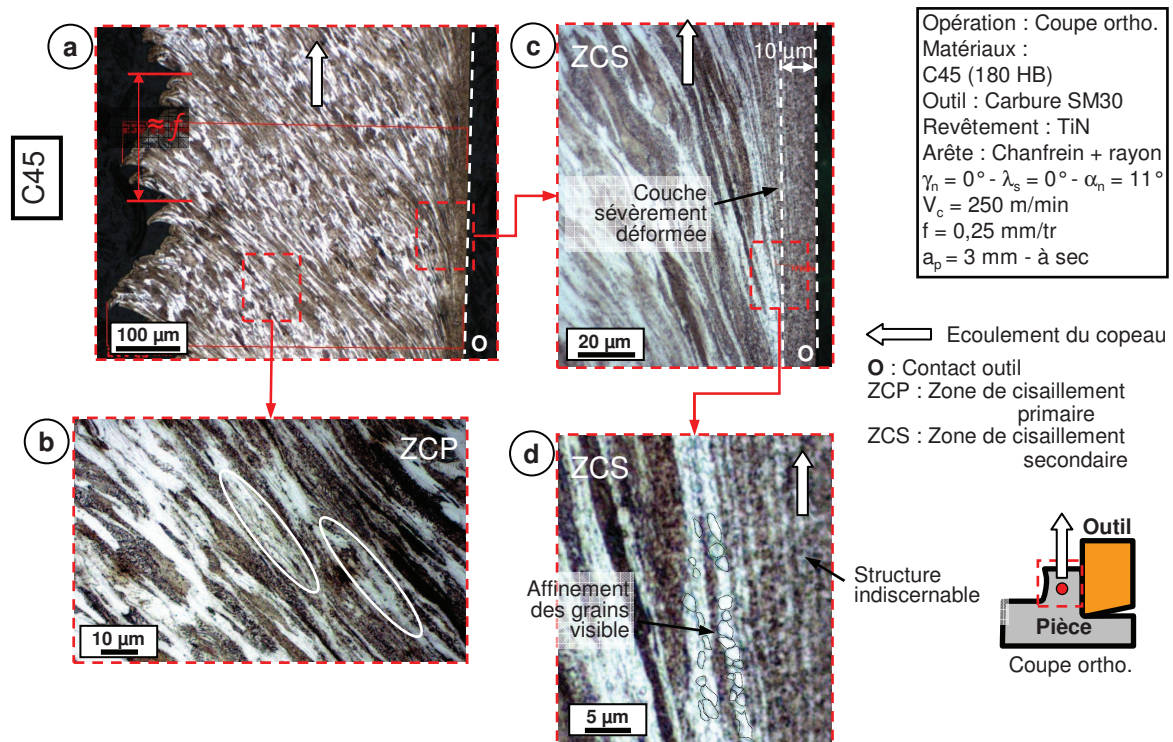 C45
a
≈ f
100 µm
O
c
ZCS
10 µm
Couche
sévèrement
déformée
20 µm
O
b
ZCP
10 µm
d
ZCS
Affinement
des grains
visible
5 µm
Structure
indiscernable
Opération : Coupe ortho.
Matériaux :
C45 (180 HB)
Outil : Carbure SM30
Revêtement : TiN
Arête : Chanfrein + rayon
γn = 0° - λs = 0° - αn = 11°
Vc = 250 m/min
f = 0,25 mm/tr
ap = 3 mm - à sec
Ecoulement du copeau
O : Contact outil
ZCP : Zone de cisaillement
primaire
ZCS : Zone de cisaillement
secondaire
Outil
Pièce
Coupe ortho.